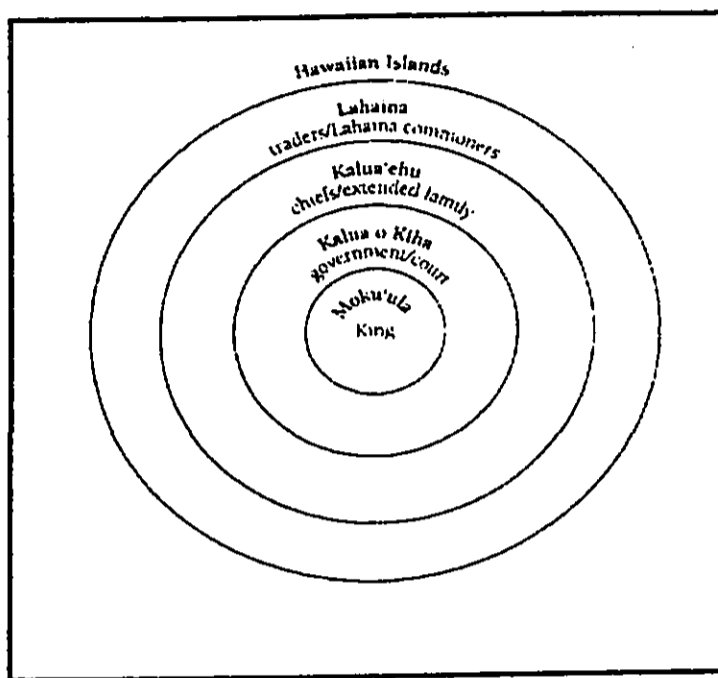 Hawaiian Islands
Lahaina
traders/Lahaina commoners
Kalua'ehu
chiefs/extended family
Kalua o Kiha
government/court
Moku'ula
King